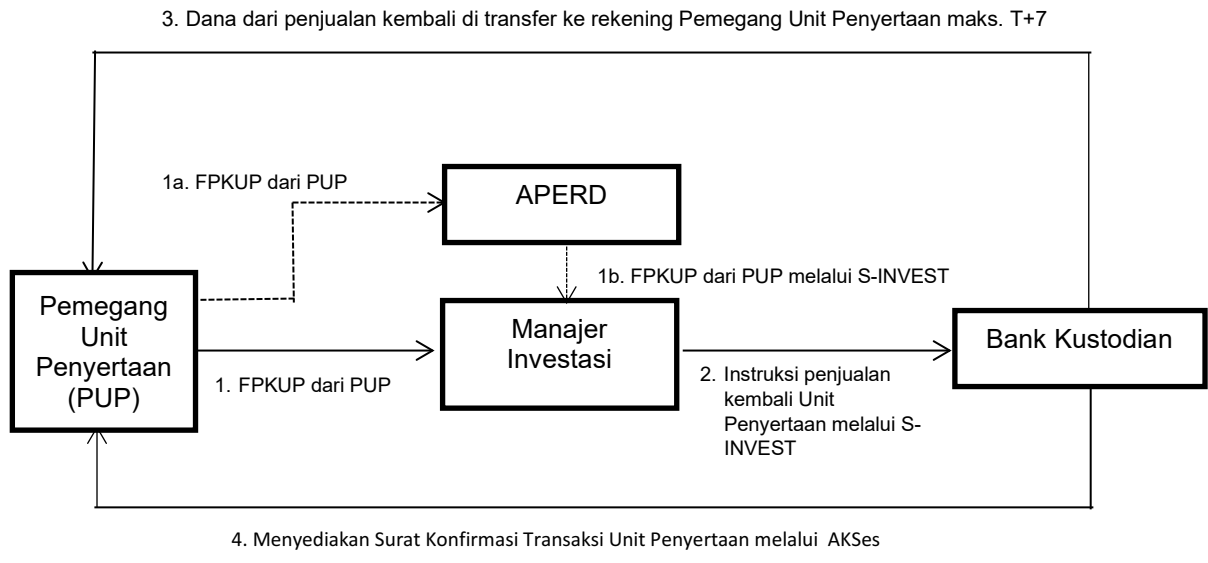 3. Dana dari penjualan kembali di transfer ke rekening Pemegang Unit Penyertaan maks. T+7
1a. FPKUP dari PUP
APERD
1b. FPKUP dari PUP melalui S-INVEST
Pemegang
Unit
Penyertaan
(PUP)
Manajer
Investasi
Bank Kustodian
1. FPKUP dari PUP
2. Instruksi penjualan
kembali Unit
Penyertaan melalui S-
INVEST
4. Menyediakan Surat Konfirmasi Transaksi Unit Penyertaan melalui AKSes